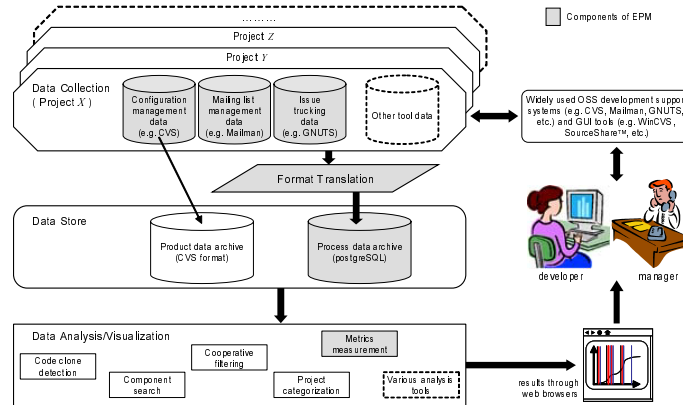 ………
Components of EPM
Project Z
Project Y
Data Collection
( Project X )
Configuration
management
data
(e.g. CVS)
Mailing list
management
data
(e.g. Mailman)
Issue
trucking
data
(e.g. GNUTS)
Other tool data
Widely used OSS development support
systems (e.g. CVS, Mailman, GNUTS,
etc.) and GUI tools (e.g. WinCVS,
SourceShare™, etc.)
Format Translation
Data Store
Product data archive
(CVS format)
Process data archive
(postgreSQL)
developer
manager
Data Analysis/Visualization
Code clone
detection
Component
search
Cooperative
filtering
Project
categorization
Metrics
measurement
Various analysis
tools
results through
web browsers